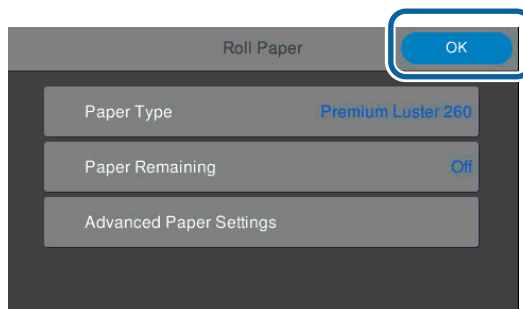 Roll Paper OK
Paper Type Premium Luster 260
Paper Remaining Off
Advanced Paper Settings